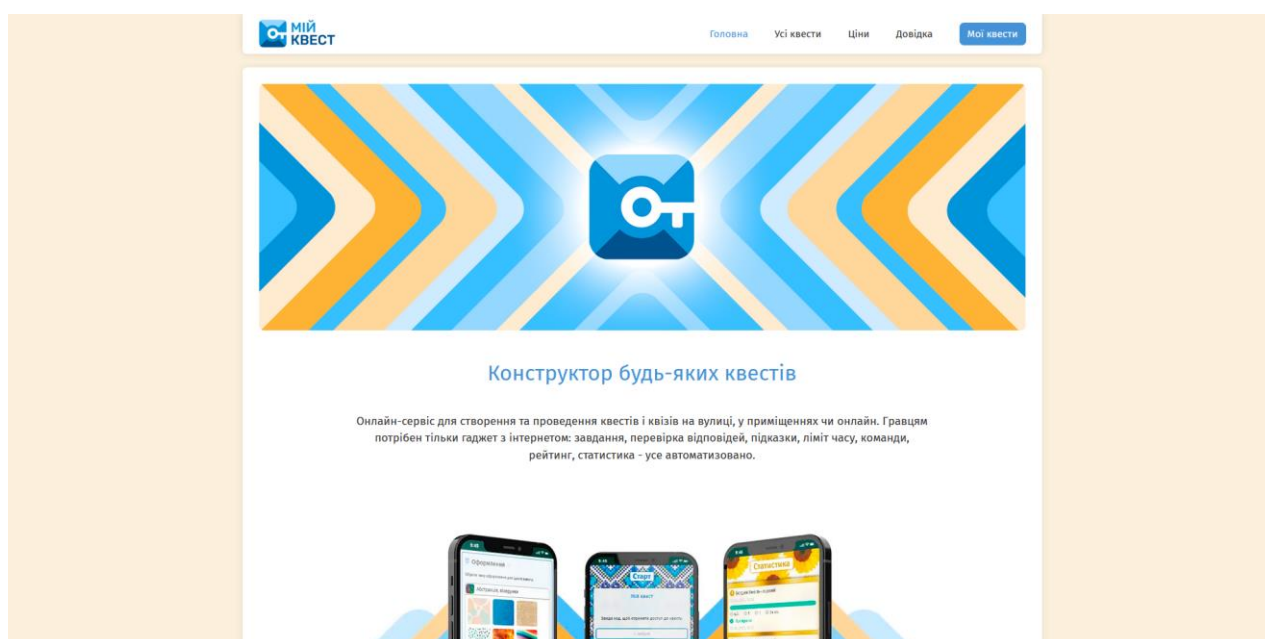 МІЙ
КВЕСТ
Головна Усі квести Ціни Довідка Мої квести
Конструктор будь-яких квестів
Онлайн-сервіс для створення та проведення квестів і квізів на вулиці, у приміщеннях чи онлайн. Гравцям
потрібен тільки гаджет з інтернетом: завдання, перевірка відповідей, підказки, ліміт часу, команди,
рейтинг, статистика - усе автоматизовано.
Оформлення
Старт
Мій квест
Статистика